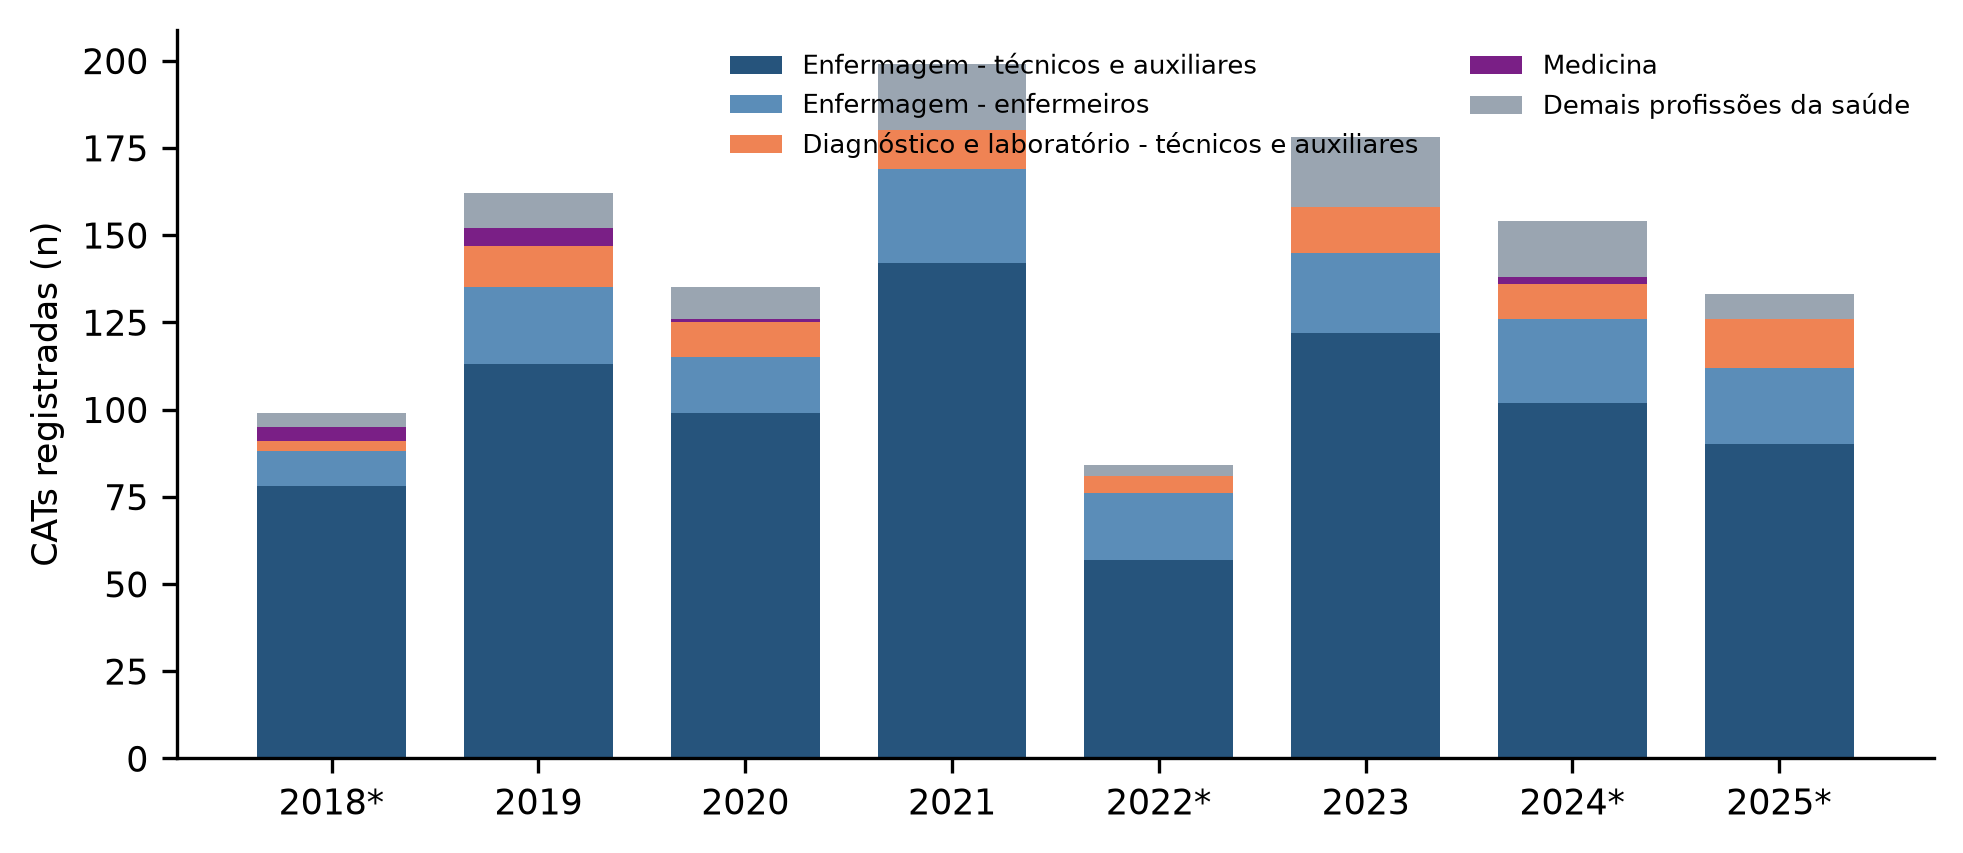 CATs registradas (n)
200
175
150
125
100
75
50
25
0
Enfermagem - técnicos e auxiliares
Enfermagem - enfermeiros
Diagnóstico e laboratório - técnicos e auxiliares
Medicina
Demais profissões da saúde
2018* 2019 2020 2021 2022* 2023 2024* 2025*